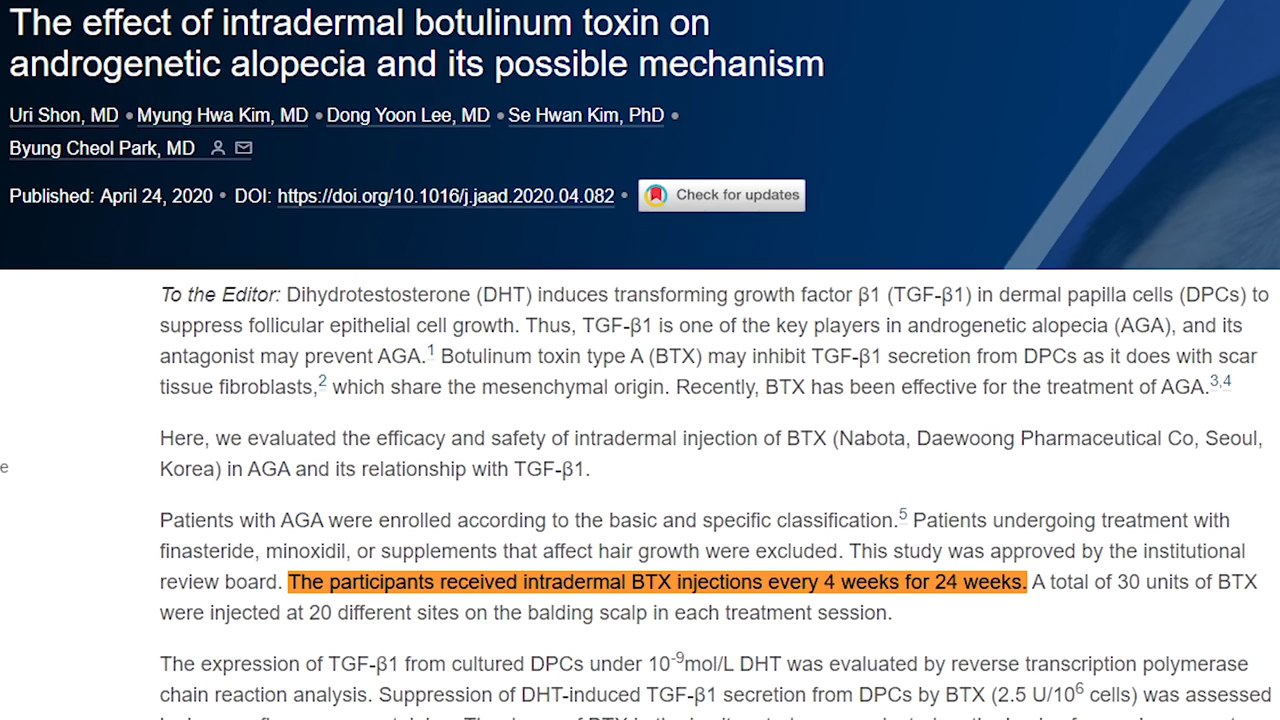 The effect of intradermal botulinum toxin on
androgenetic alopecia and its possible mechanism
Uri Shon, MD • Myung Hwa Kim, MD • Dong Yoon Lee, MD • Se Hwan Kim, PhD •
Byung Cheol Park, MD
Published: April 24, 2020 • DOI: https://doi.org/10.1016/j.jaad.2020.04.082 • Check for updates
To the Editor: Dihydrotestosterone (DHT) induces transforming growth factor β1 (TGF-β1) in dermal papilla cells (DPCs) to
suppress follicular epithelial cell growth. Thus, TGF-β1 is one of the key players in androgenetic alopecia (AGA), and its
antagonist may prevent AGA.1 Botulinum toxin type A (BTX) may inhibit TGF-β1 secretion from DPCs as it does with scar
tissue fibroblasts,2 which share the mesenchymal origin. Recently, BTX has been effective for the treatment of AGA.3,4
Here, we evaluated the efficacy and safety of intradermal injection of BTX (Nabota, Daewoong Pharmaceutical Co, Seoul,
e
Korea) in AGA and its relationship with TGF-β1.
Patients with AGA were enrolled according to the basic and specific classification.5 Patients undergoing treatment with
finasteride, minoxidil, or supplements that affect hair growth were excluded. This study was approved by the institutional
review board. The participants received intradermal BTX injections every 4 weeks for 24 weeks. A total of 30 units of BTX
were injected at 20 different sites on the balding scalp in each treatment session.
The expression of TGF-β1 from cultured DPCs under 10-9mol/L DHT was evaluated by reverse transcription polymerase
chain reaction analysis. Suppression of DHT-induced TGF-β1 secretion from DPCs by BTX (2.5 U/106 cells) was assessed